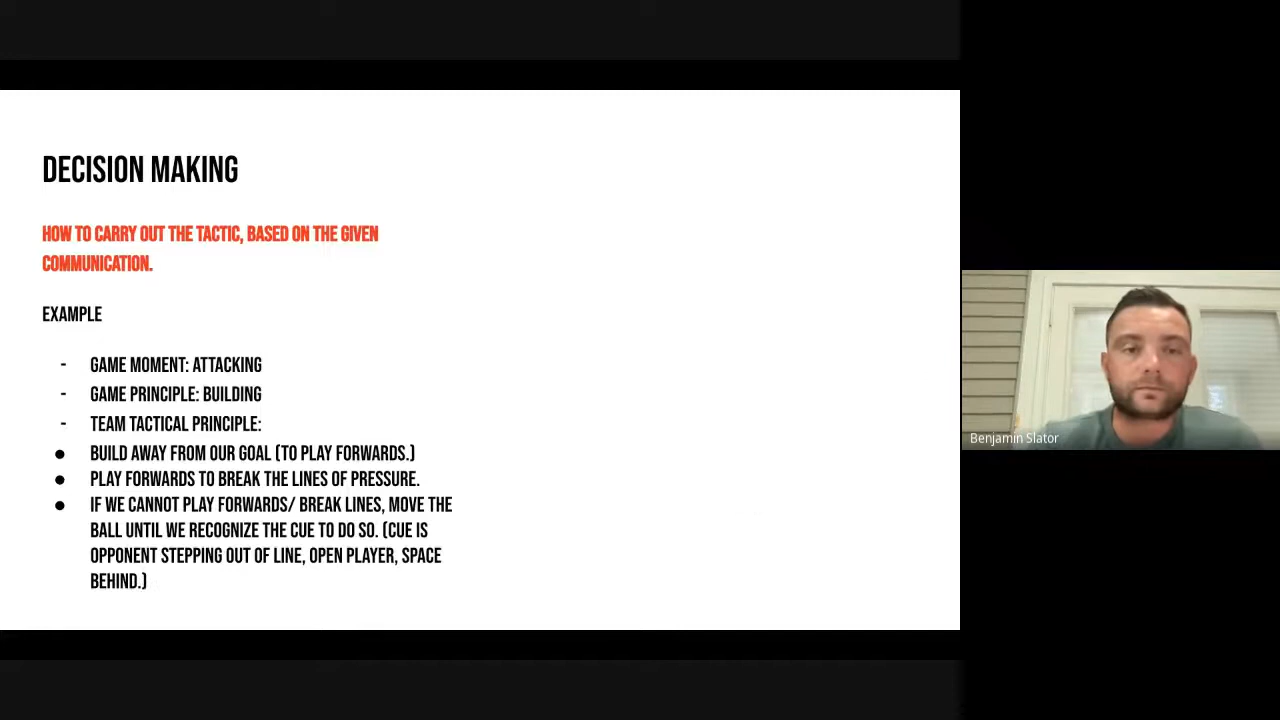 DECISION MAKING
HOW TO CARRY OUT THE TACTIC, BASED ON THE GIVEN
COMMUNICATION.
EXAMPLE
- GAME MOMENT: ATTACKING
- GAME PRINCIPLE: BUILDING
- TEAM TACTICAL PRINCIPLE:
● BUILD AWAY FROM OUR GOAL (TO PLAY FORWARDS.)
● PLAY FORWARDS TO BREAK THE LINES OF PRESSURE.
● IF WE CANNOT PLAY FORWARDS/ BREAK LINES, MOVE THE
BALL UNTIL WE RECOGNIZE THE CUE TO DO SO. (CUE IS
OPPONENT STEPPING OUT OF LINE, OPEN PLAYER, SPACE
BEHIND.)
Benjamin Slator